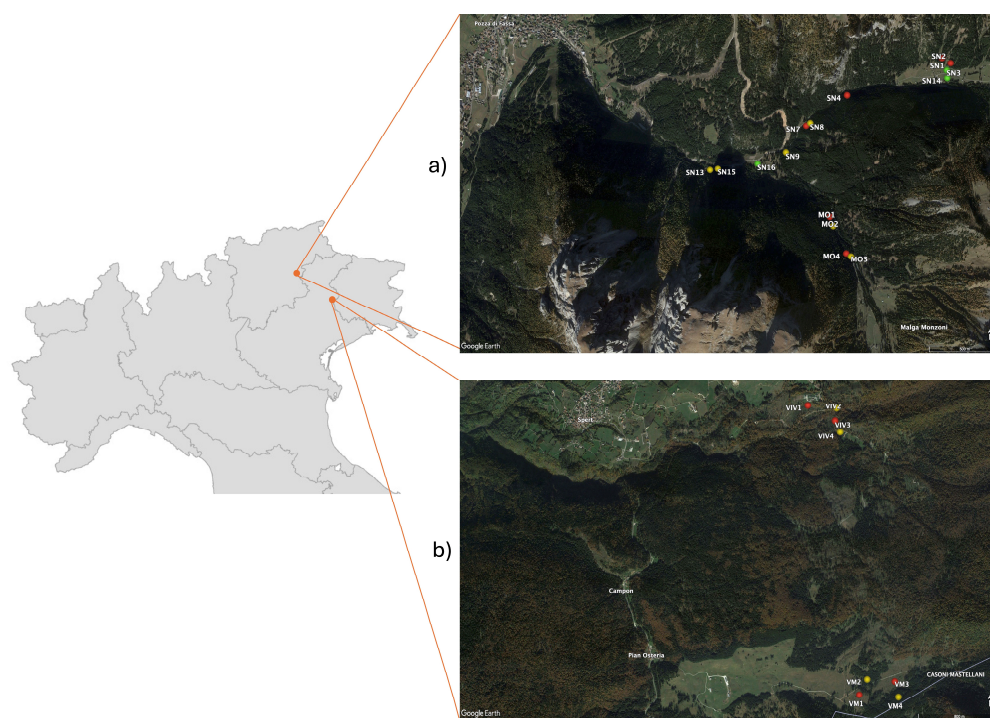 a)
Pozza di Fassa
SN2
SN1
SN3
SN14
SN4
SN7
SN8
SN9
SN16
SN13
SN15
MO1
MO2
MO4
MO3
Malga Monzoni
Google Earth
b)
VIV1
VIV2
VIV3
VIV4
Spert
Campon
Pian Osteria
CASONI MASTELLANI
VM2
VM3
VM1
VM4
Google Earth